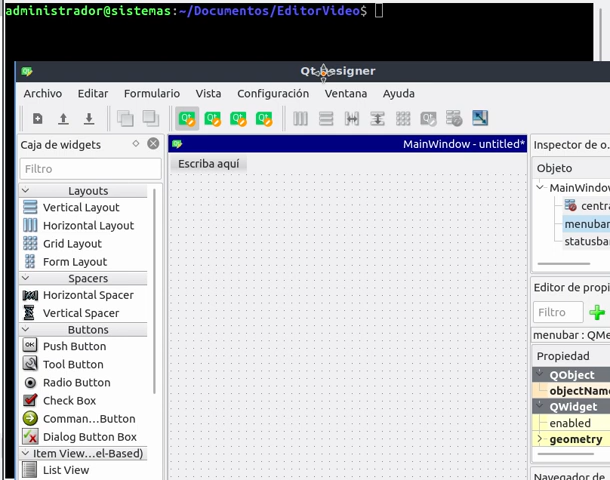 administrador@sistemas:~/Documentos/EditorVideo$
Qt Designer
Archivo Editar Formulario Vista Configuración Ventana Ayuda
Caja de widgets
Filtro
Layouts
Vertical Layout
Horizontal Layout
Grid Layout
Form Layout
Spacers
Horizontal Spacer
Vertical Spacer
Buttons
Push Button
Tool Button
Radio Button
Check Box
Comman...Button
Dialog Button Box
Item View...el-Based)
List View
MainWindow - untitled*
Escriba aquí
Inspector de o.
Objeto
MainWindow
centra
menubar
statusba
Editor de propi
Filtro
menubar : QMe
Propiedad
QObject
objectName
QWidget
enabled
geometry
Navegador de